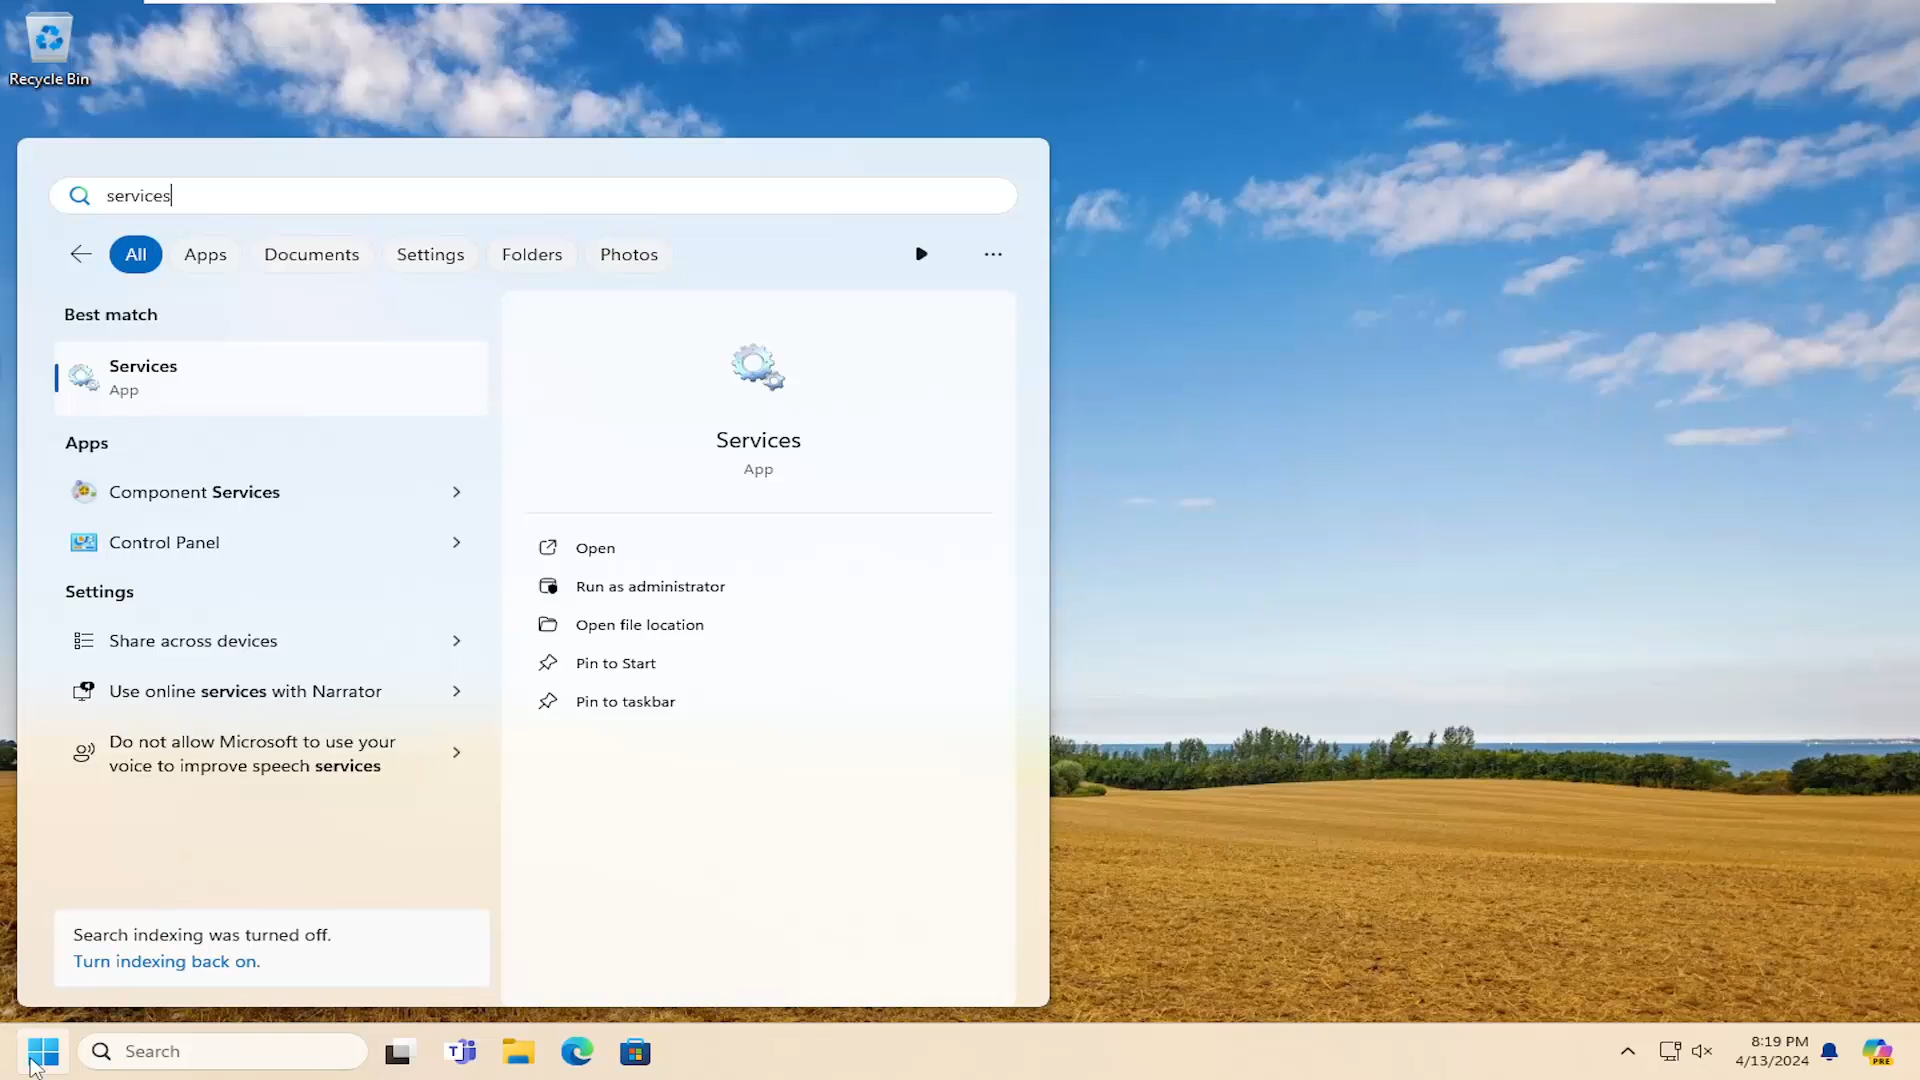 Recycle Bin
services
All
Apps
Documents
Settings
Folders
Photos
Best match
Services
App
Apps
Component Services
Control Panel
Settings
Share across devices
Use online services with Narrator
Do not allow Microsoft to use your
voice to improve speech services
Search indexing was turned off.
Turn indexing back on.
Services
App
Open
Run as administrator
Open file location
Pin to Start
Pin to taskbar
Search
T
8:19 PM
4/13/2024
PRE